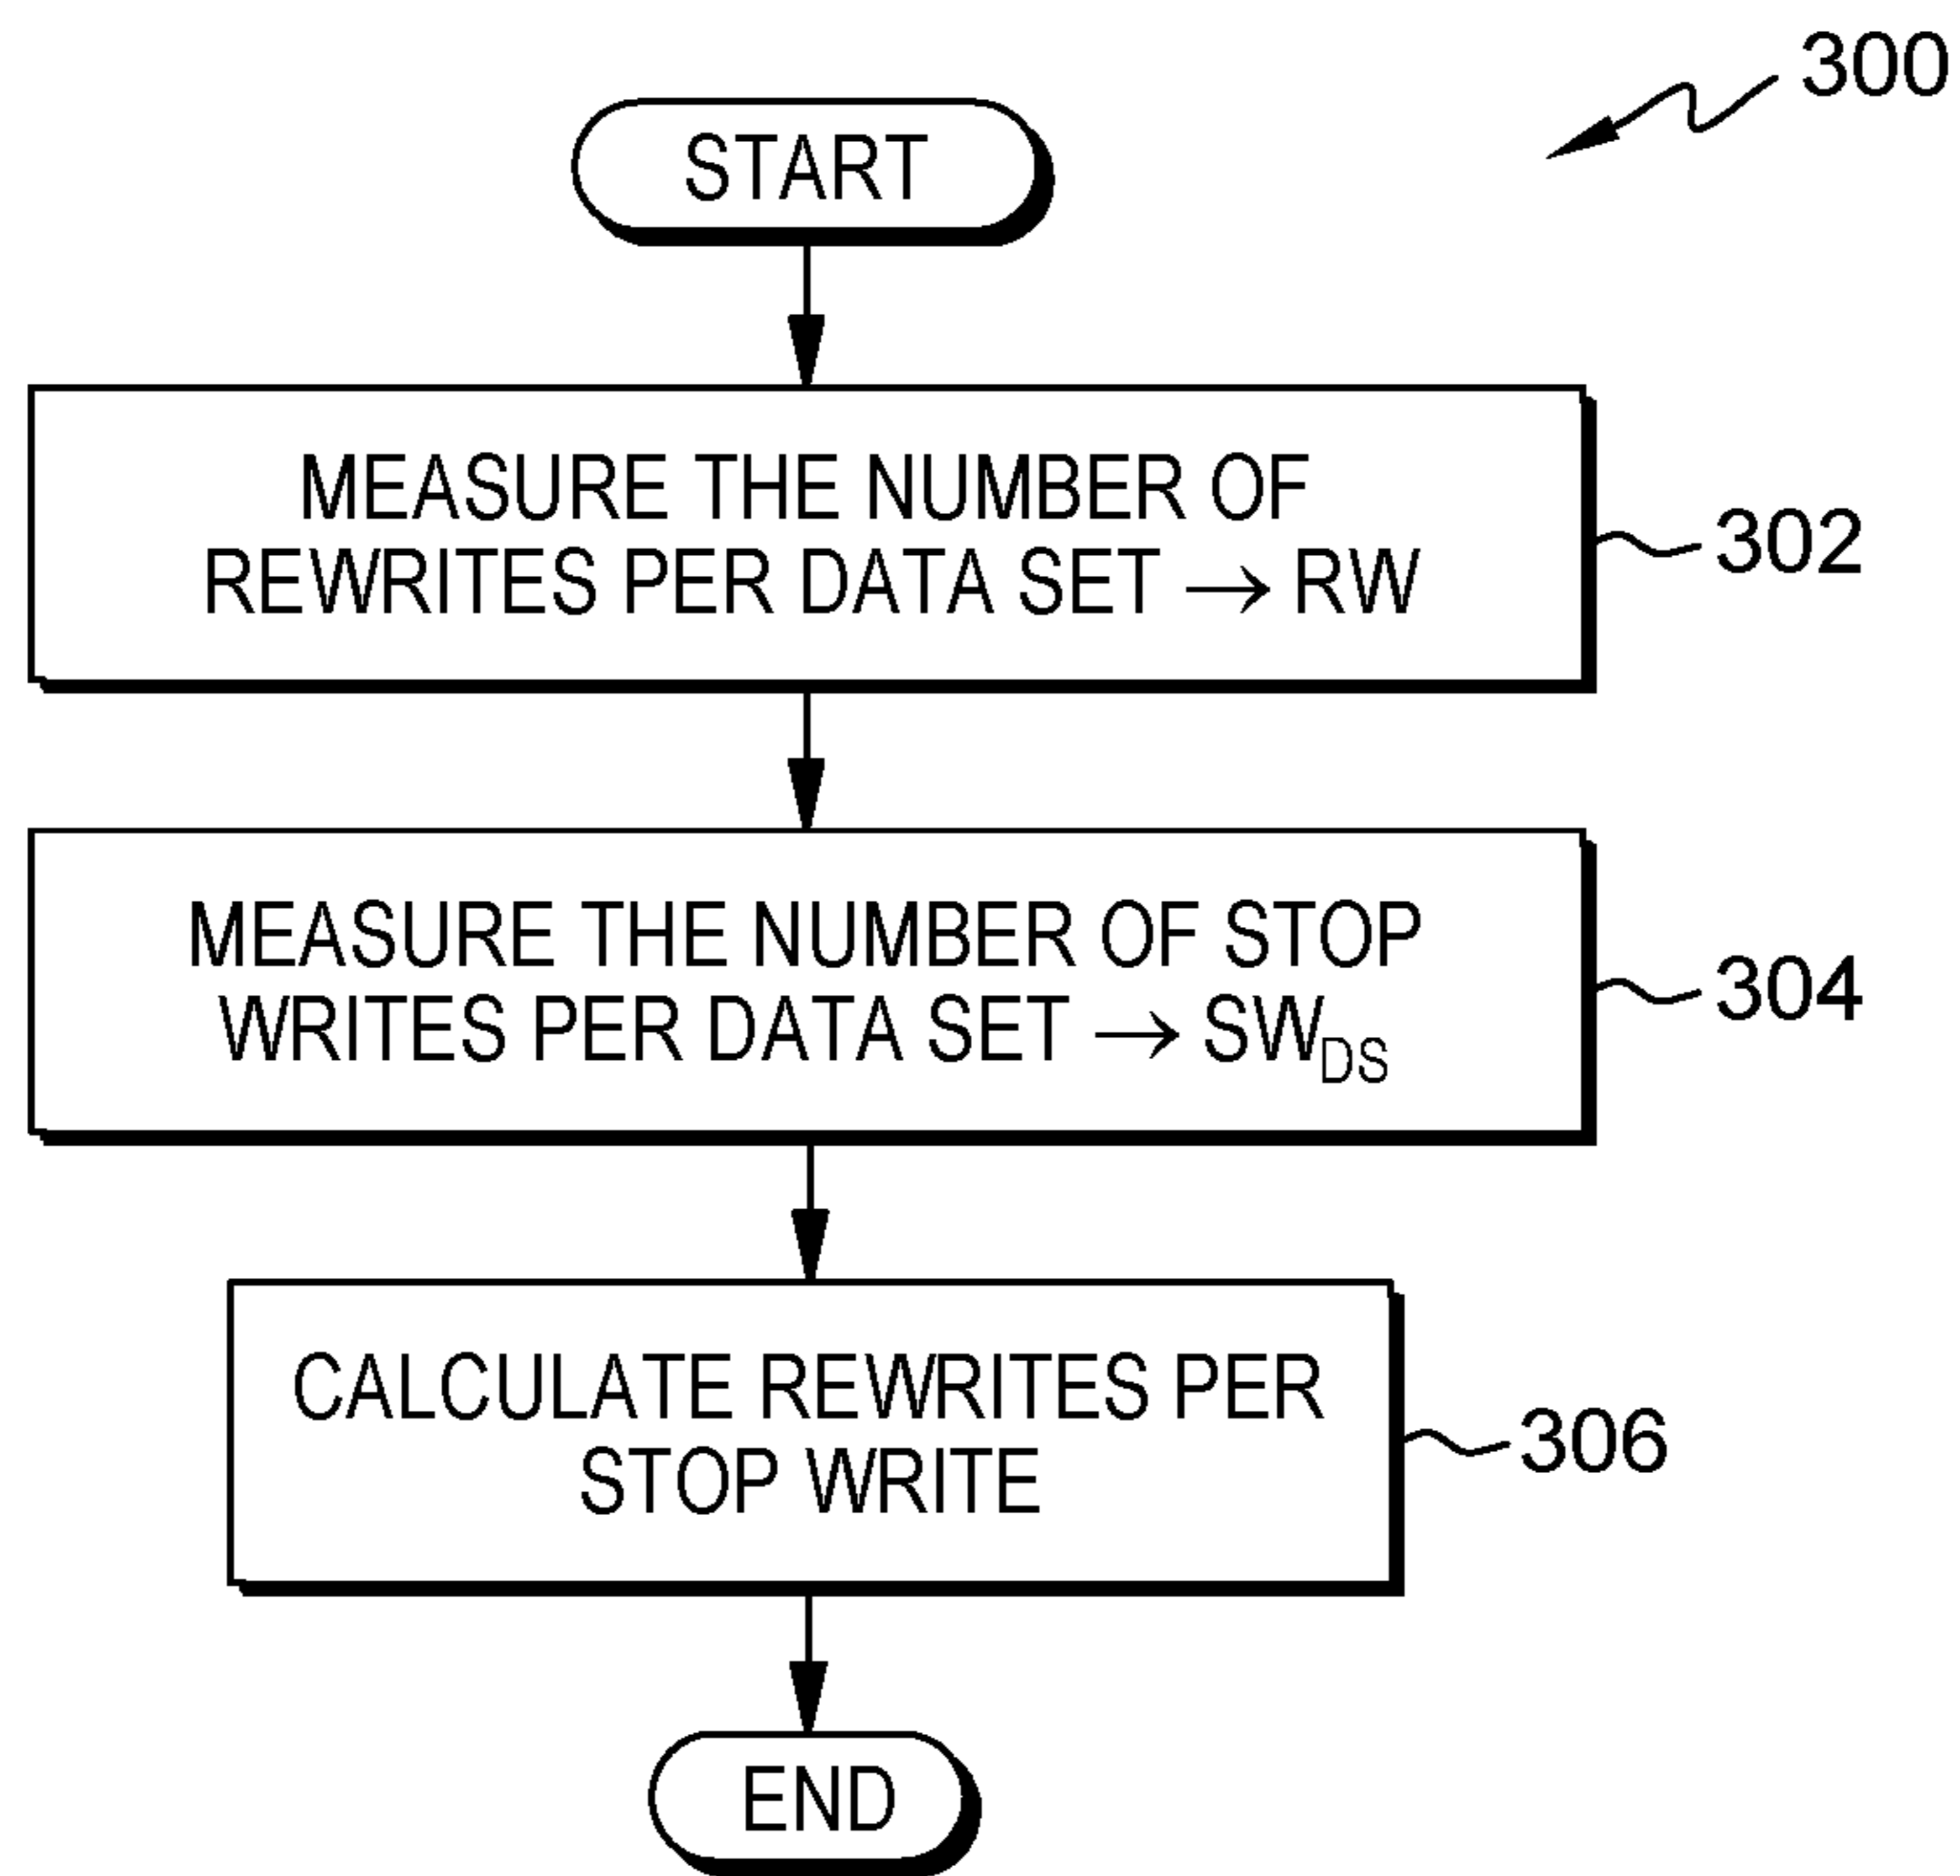 300
START
MEASURE THE NUMBER OF
REWRITES PER DATA SET → RW
302
MEASURE THE NUMBER OF STOP
WRITES PER DATA SET → SW_DS
304
CALCULATE REWRITES PER
STOP WRITE
306
END